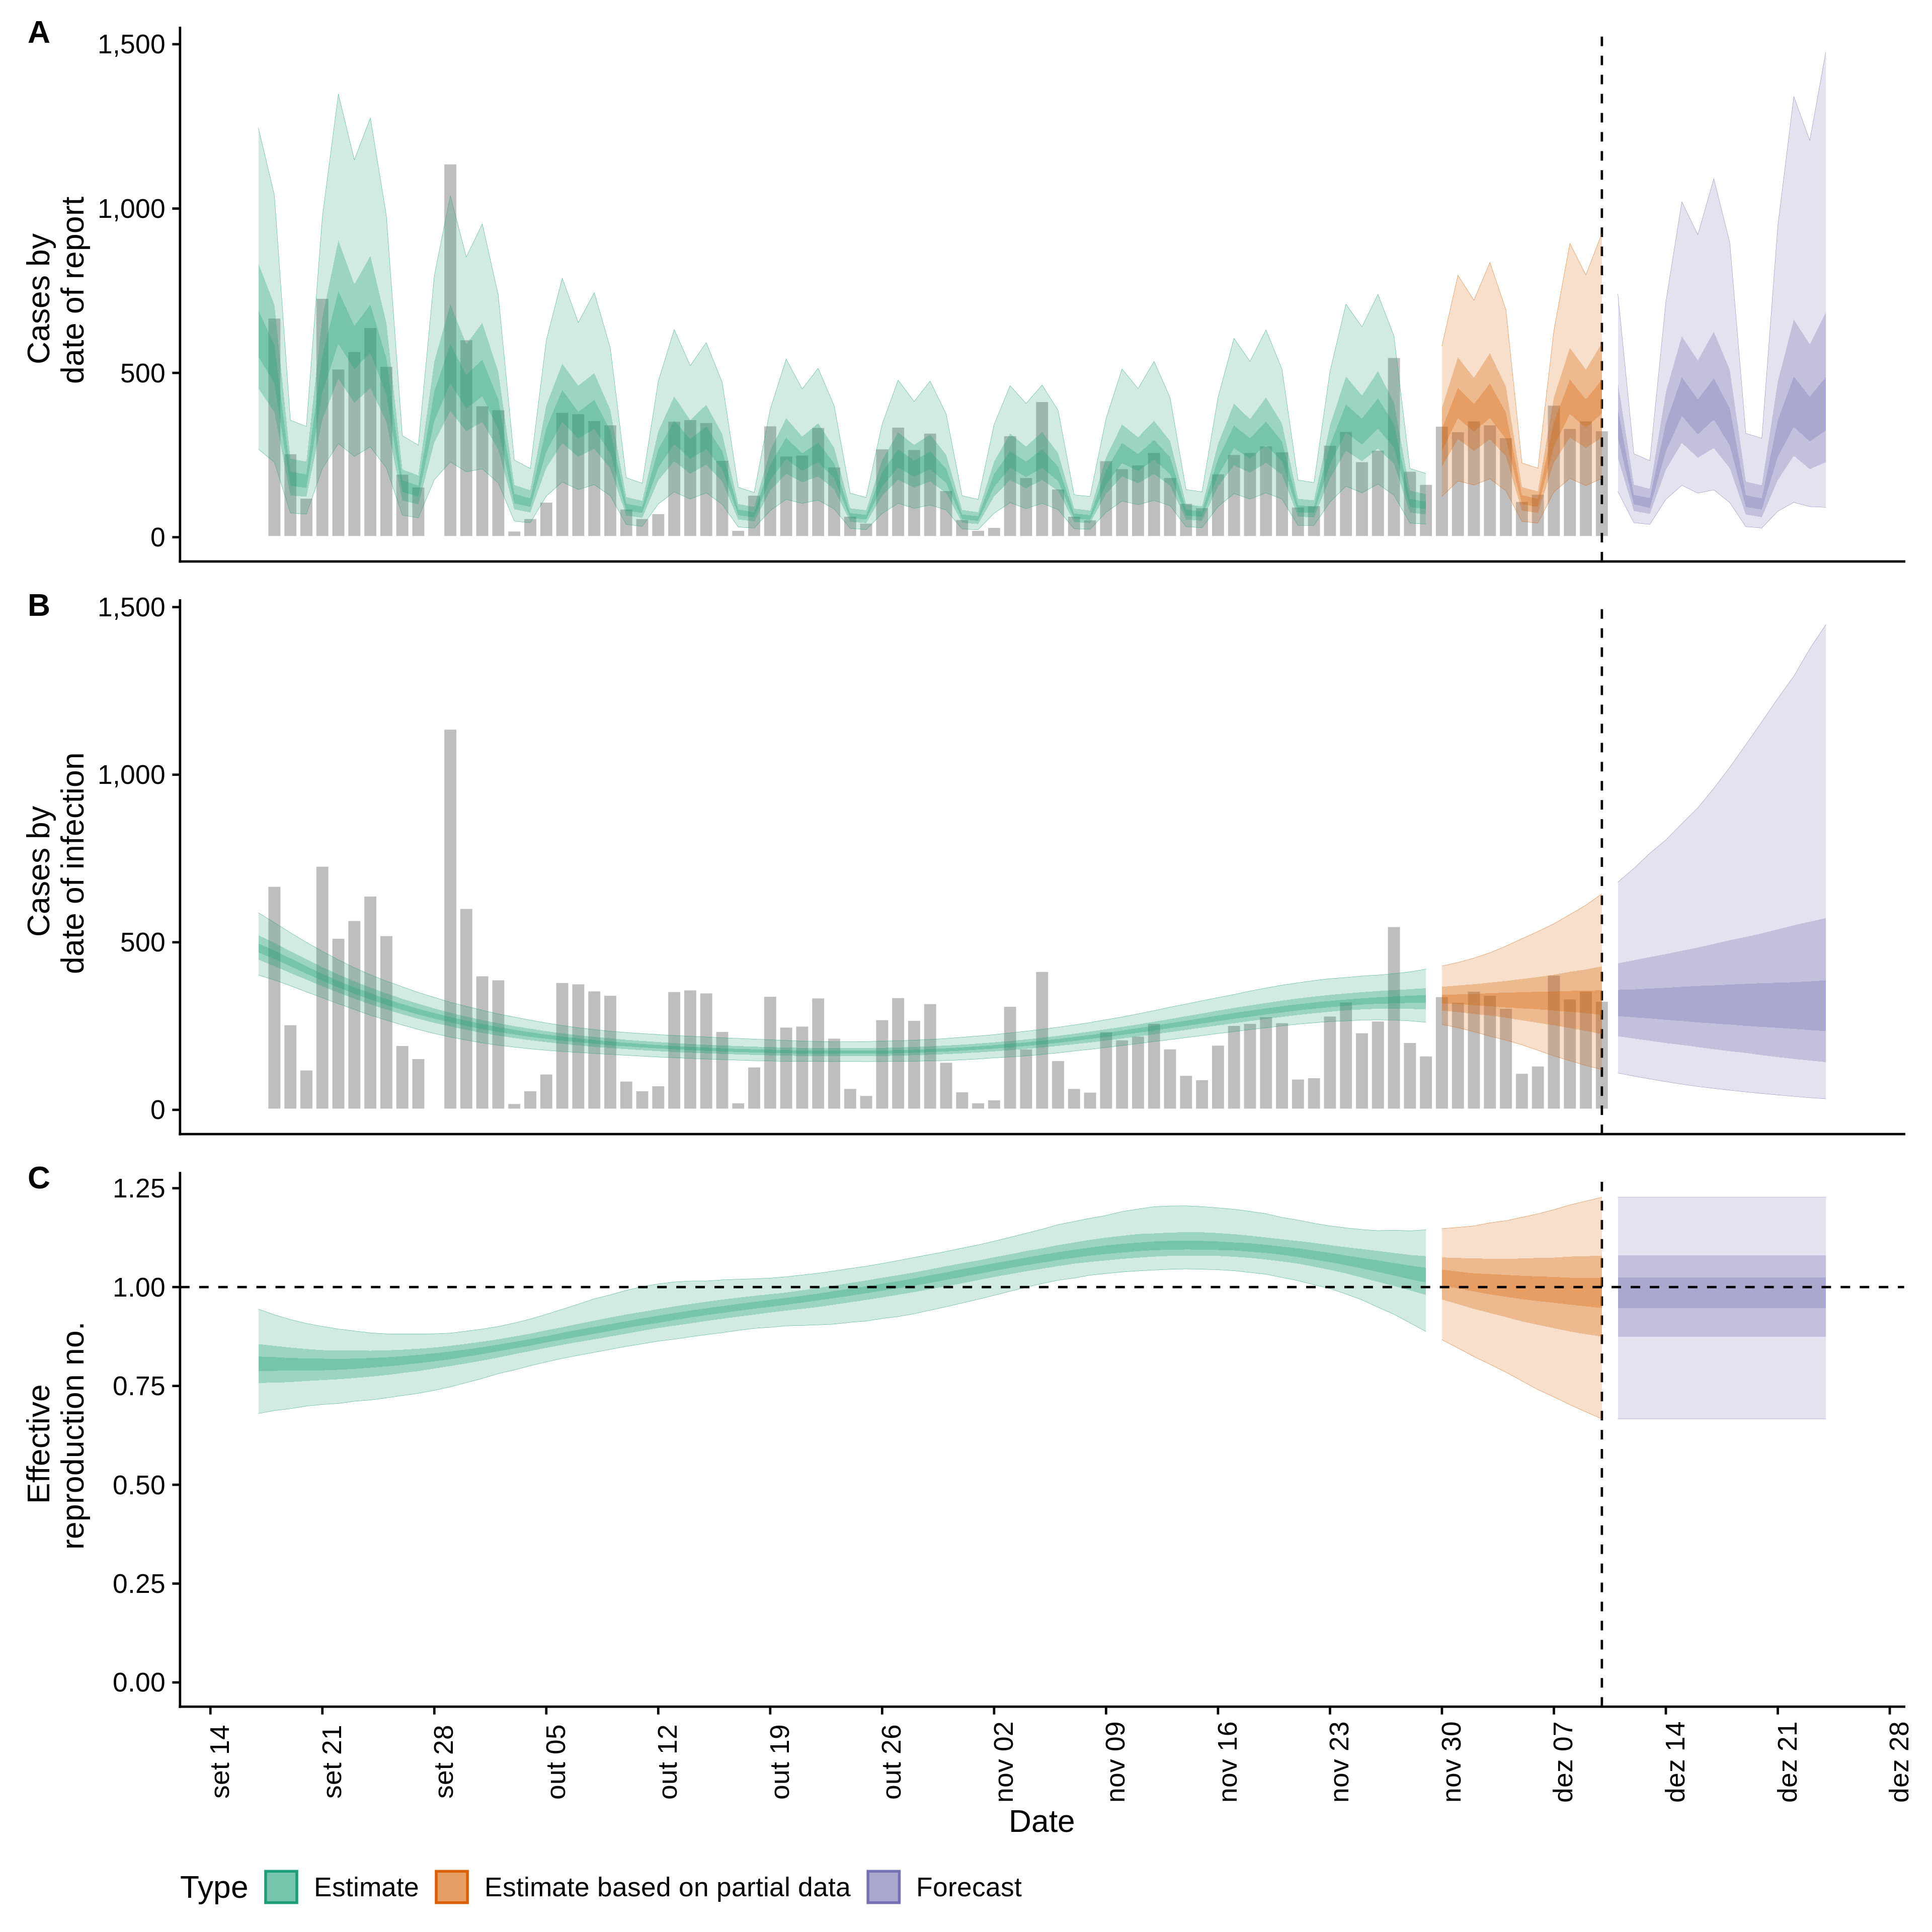 A
1,500
1,000
500
0
Cases by
date of report
B
1,500
1,000
500
0
Cases by
date of infection
C
1.25
1.00
0.75
0.50
0.25
0.00
Effective
reproduction no.
set 14
set 21
set 28
out 05
out 12
out 19
out 26
nov 02
nov 09
nov 16
nov 23
nov 30
dez 07
dez 14
dez 21
dez 28
Date
Type Estimate Estimate based on partial data Forecast